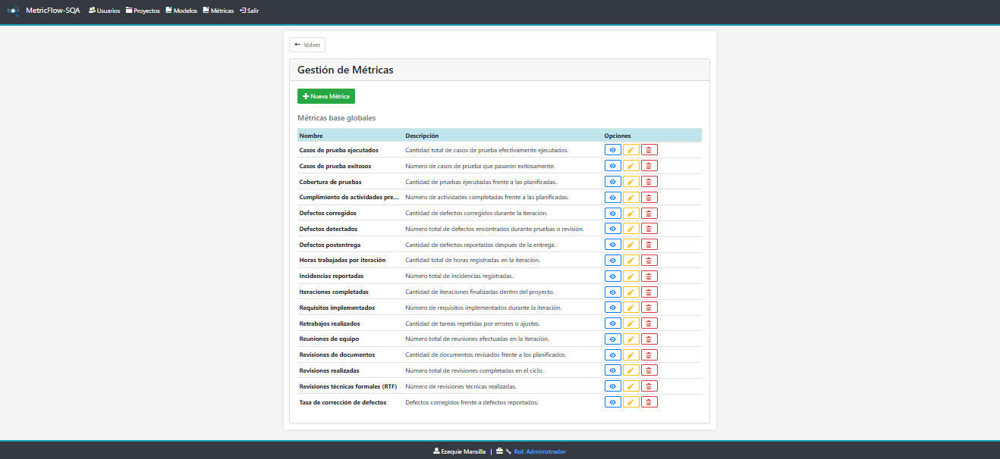 MetricFlow-SQA Usuarios Proyectos Modelos Métricas Salir
Volver
Gestión de Métricas
Nueva Métrica
Métricas base globales
Nombre Descripción Opciones
Casos de prueba ejecutados Cantidad total de casos de prueba efectivamente ejecutados.
Casos de prueba exitosos Número de casos de prueba que pasaron exitosamente.
Cobertura de pruebas Cantidad de pruebas ejecutadas frente a las planificadas.
Cumplimiento de actividades pre... Número de actividades completadas frente a las planificadas.
Defectos corregidos Cantidad de defectos corregidos durante la iteración.
Defectos detectados Número total de defectos encontrados durante pruebas o revisión.
Defectos postentrega Cantidad de defectos reportados después de la entrega.
Horas trabajadas por iteración Cantidad total de horas registradas en la iteración.
Incidencias reportadas Número total de incidencias registradas.
Iteraciones completadas Cantidad de iteraciones finalizadas dentro del proyecto.
Requisitos implementados Número de requisitos implementados durante la iteración.
Retrabajos realizados Cantidad de tareas repetidas por errores o ajustes.
Reuniones de equipo Número total de reuniones efectuadas en la iteración.
Revisiones de documentos Cantidad de documentos revisados frente a los planificados.
Revisiones realizadas Número total de revisiones completadas en el ciclo.
Revisiones técnicas formales (RTF) Número de revisiones técnicas realizadas.
Tasa de corrección de defectos Defectos corregidos frente a defectos reportados.
Ezequie Mansilla | Rol: Administrador